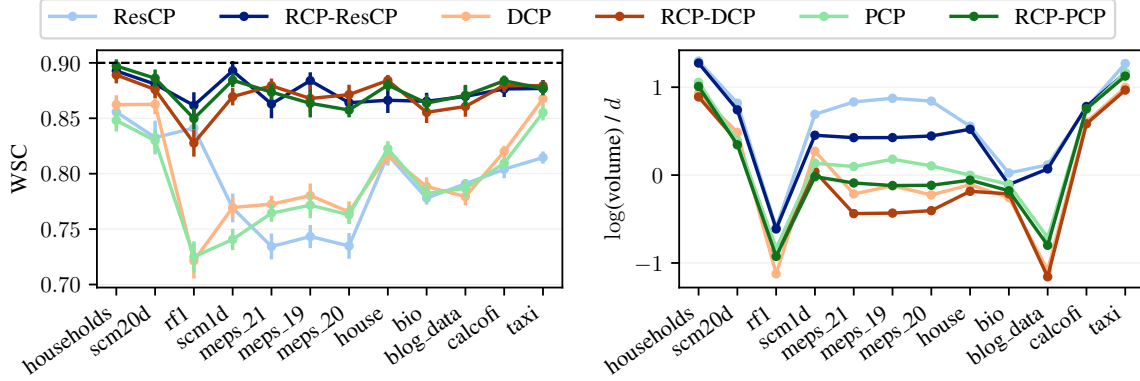 ResCP RCP-ResCP DCP RCP-DCP PCP RCP-PCP
WSC
0.90
0.85
0.80
0.75
0.70
households
scm20d
rf1
scm1d
meps_21
meps_19
meps_20
house
bio
blog_data
calcofi
taxi
log(volume) / d
1
0
−1
households
scm20d
rf1
scm1d
meps_21
meps_19
meps_20
house
bio
blog_data
calcofi
taxi